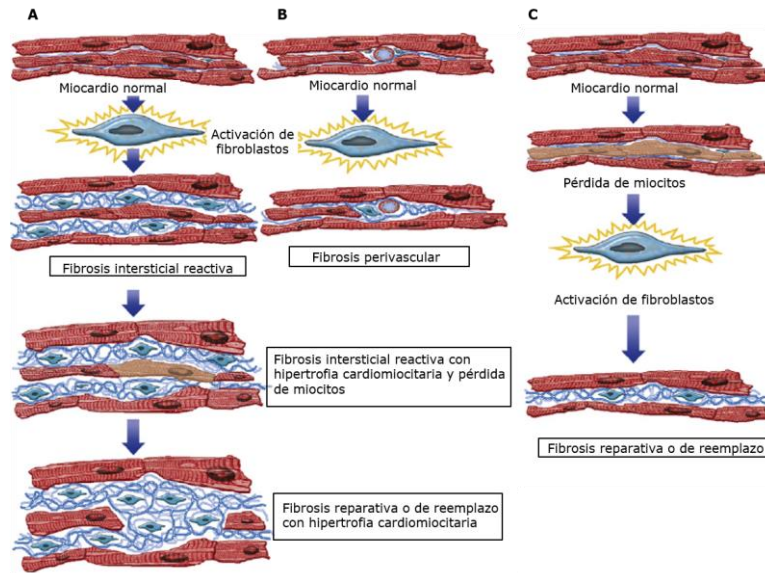 A
Miocardio normal
Activación de
fibroblastos
Fibrosis intersticial reactiva
Fibrosis intersticial reactiva con
hipertrofia cardiomiocitaria y pérdida
de miocitos
Fibrosis reparativa o de reemplazo
con hipertrofia cardiomiocitaria
B
Miocardio normal
Fibrosis perivascular
C
Miocardio normal
Pérdida de miocitos
Activación de fibroblastos
Fibrosis reparativa o de reemplazo